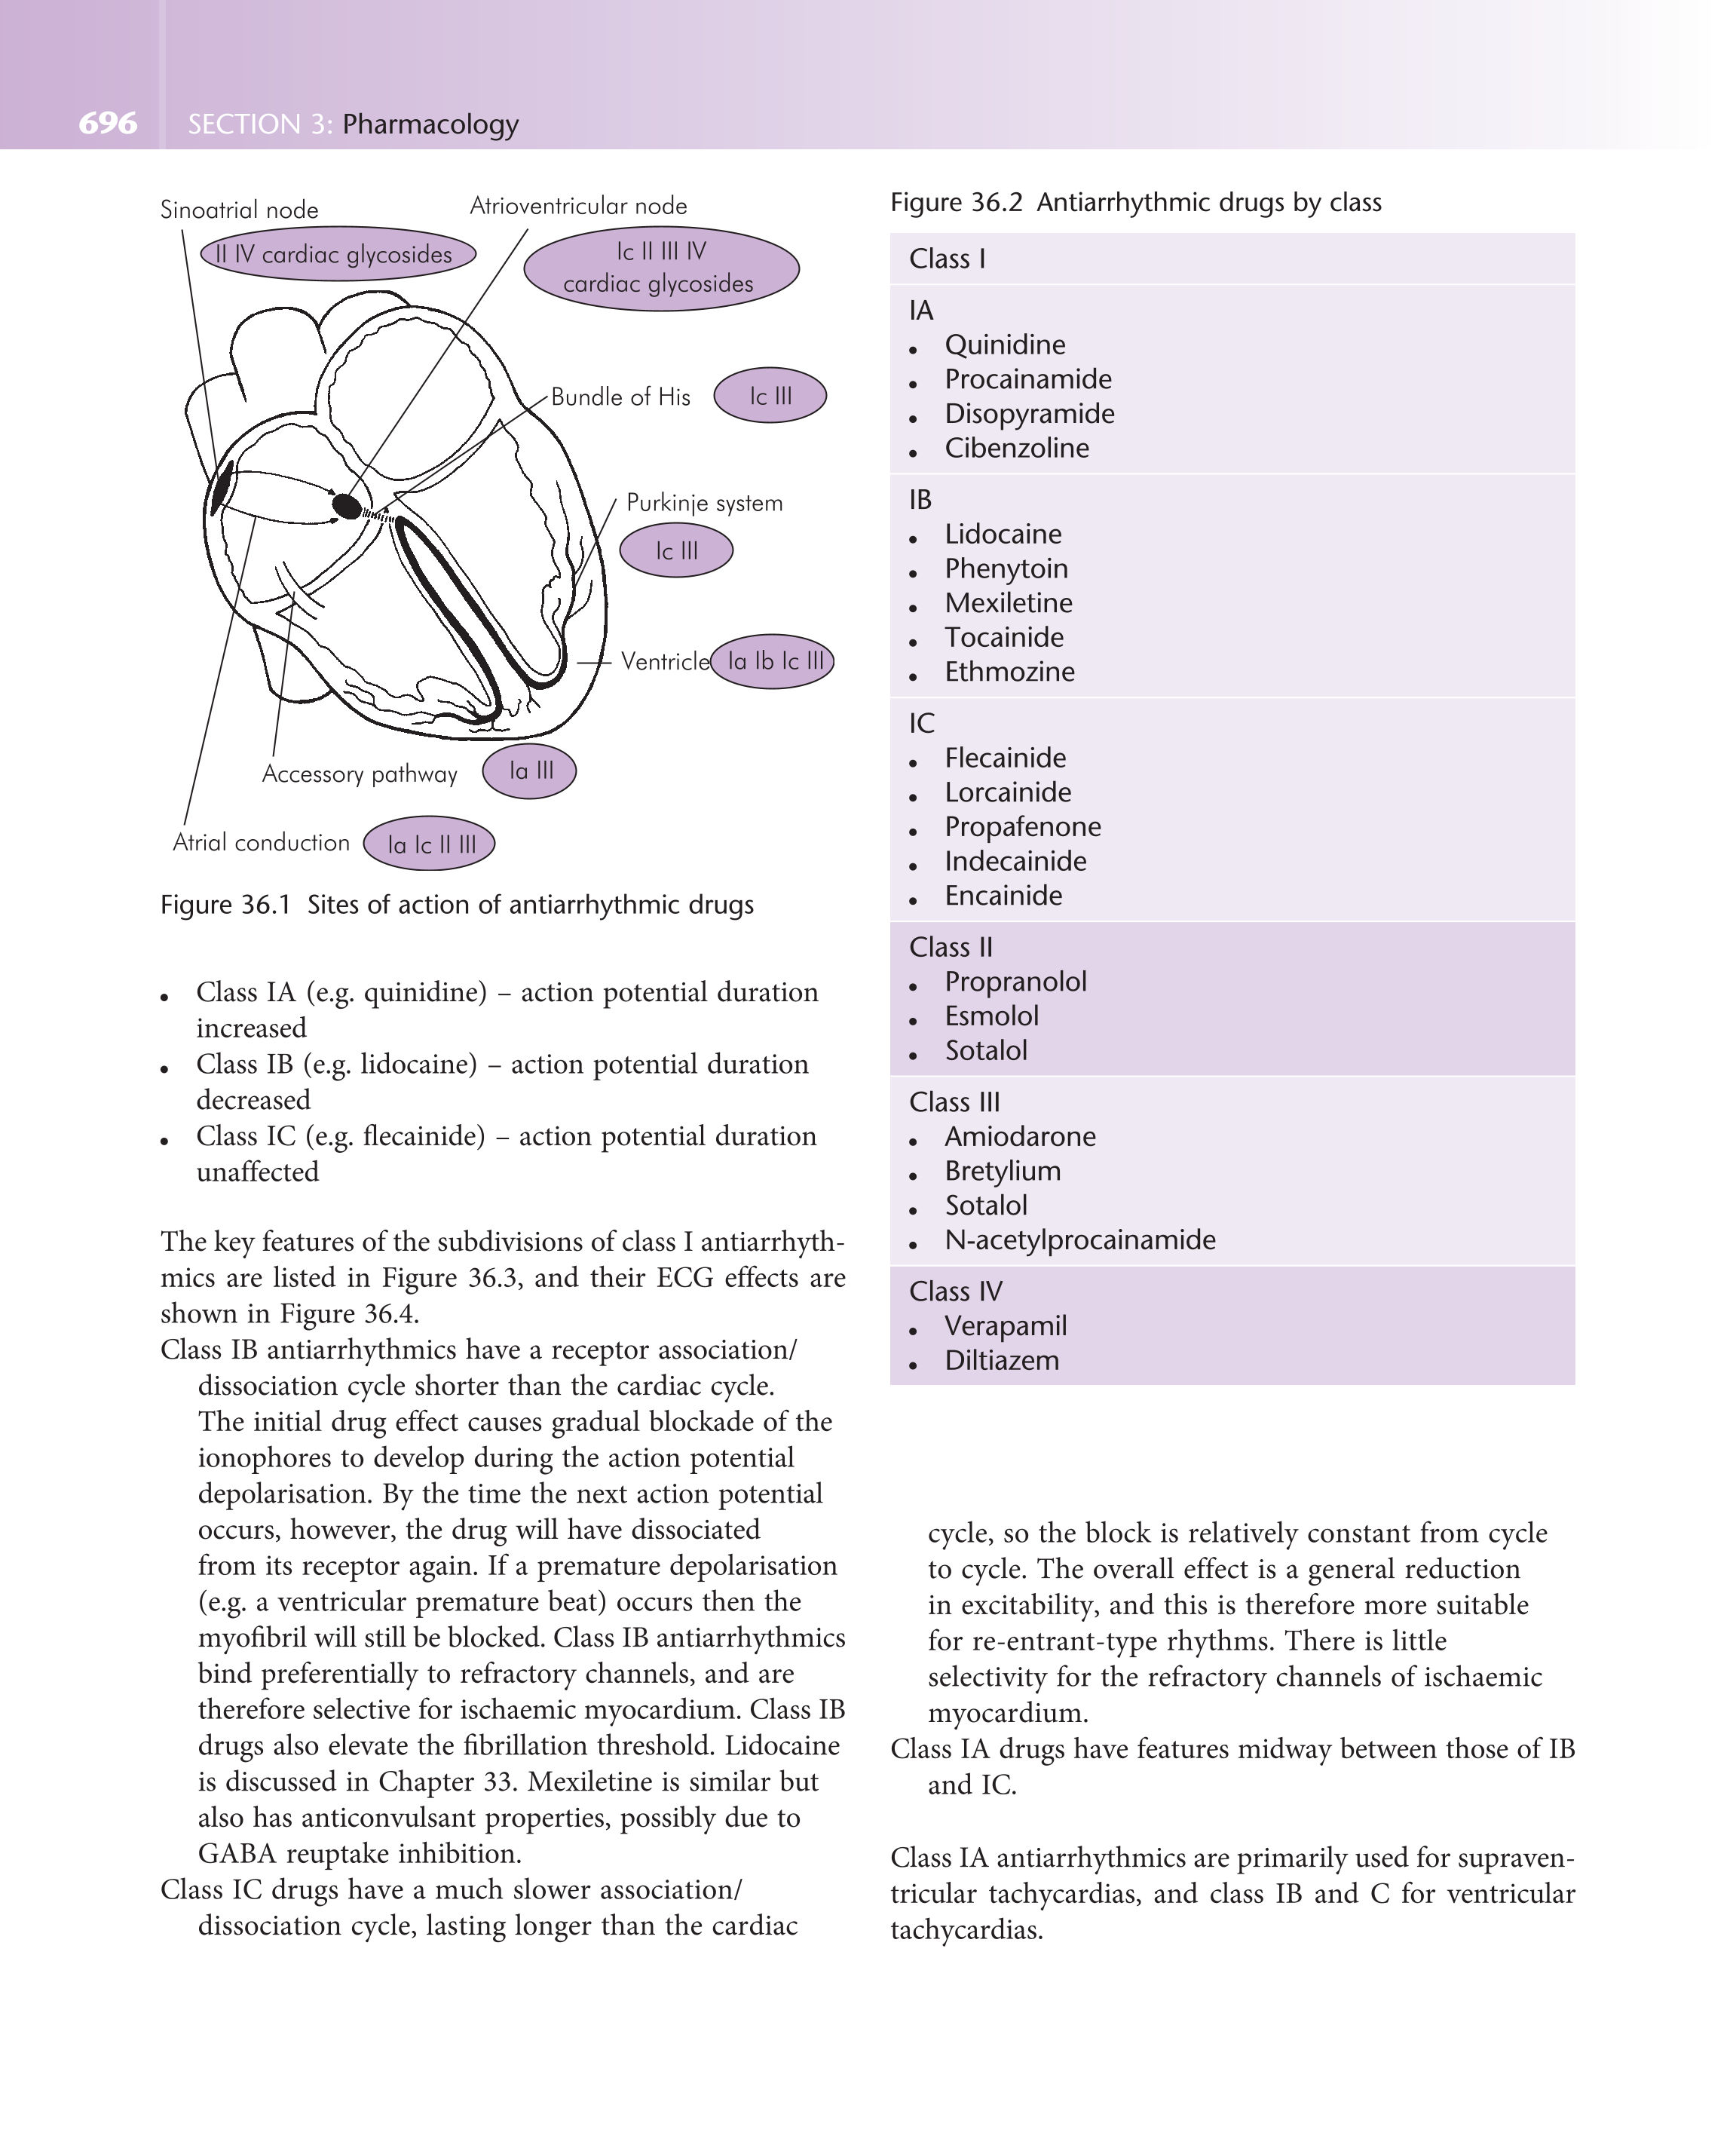 696 SECTION 3: Pharmacology
Sinoatrial node
II IV cardiac glycosides
Atrioventricular node
Ic II III IV
cardiac glycosides
Bundle of His
Ic III
Purkinje system
Ic III
Ventricle
Ia Ib Ic III
Accessory pathway
Ia III
Atrial conduction
Ia Ic II III
Figure 36.1 Sites of action of antiarrhythmic drugs
• Class IA (e.g. quinidine) – action potential duration
increased
• Class IB (e.g. lidocaine) – action potential duration
decreased
• Class IC (e.g. flecainide) – action potential duration
unaffected
The key features of the subdivisions of class I antiarrhyth-
mics are listed in Figure 36.3, and their ECG effects are
shown in Figure 36.4.
Class IB antiarrhythmics have a receptor association/
dissociation cycle shorter than the cardiac cycle.
The initial drug effect causes gradual blockade of the
ionophores to develop during the action potential
depolarisation. By the time the next action potential
occurs, however, the drug will have dissociated
from its receptor again. If a premature depolarisation
(e.g. a ventricular premature beat) occurs then the
myofibril will still be blocked. Class IB antiarrhythmics
bind preferentially to refractory channels, and are
therefore selective for ischaemic myocardium. Class IB
drugs also elevate the fibrillation threshold. Lidocaine
is discussed in Chapter 33. Mexiletine is similar but
also has anticonvulsant properties, possibly due to
GABA reuptake inhibition.
Class IC drugs have a much slower association/
dissociation cycle, lasting longer than the cardiac
Figure 36.2 Antiarrhythmic drugs by class
Class I
IA
• Quinidine
• Procainamide
• Disopyramide
• Cibenzoline
IB
• Lidocaine
• Phenytoin
• Mexiletine
• Tocainide
• Ethmozine
IC
• Flecainide
• Lorcainide
• Propafenone
• Indecainide
• Encainide
Class II
• Propranolol
• Esmolol
• Sotalol
Class III
• Amiodarone
• Bretylium
• Sotalol
• N-acetylprocainamide
Class IV
• Verapamil
• Diltiazem
cycle, so the block is relatively constant from cycle
to cycle. The overall effect is a general reduction
in excitability, and this is therefore more suitable
for re-entrant-type rhythms. There is little
selectivity for the refractory channels of ischaemic
myocardium.
Class IA drugs have features midway between those of IB
and IC.
Class IA antiarrhythmics are primarily used for supraven-
tricular tachycardias, and class IB and C for ventricular
tachycardias.